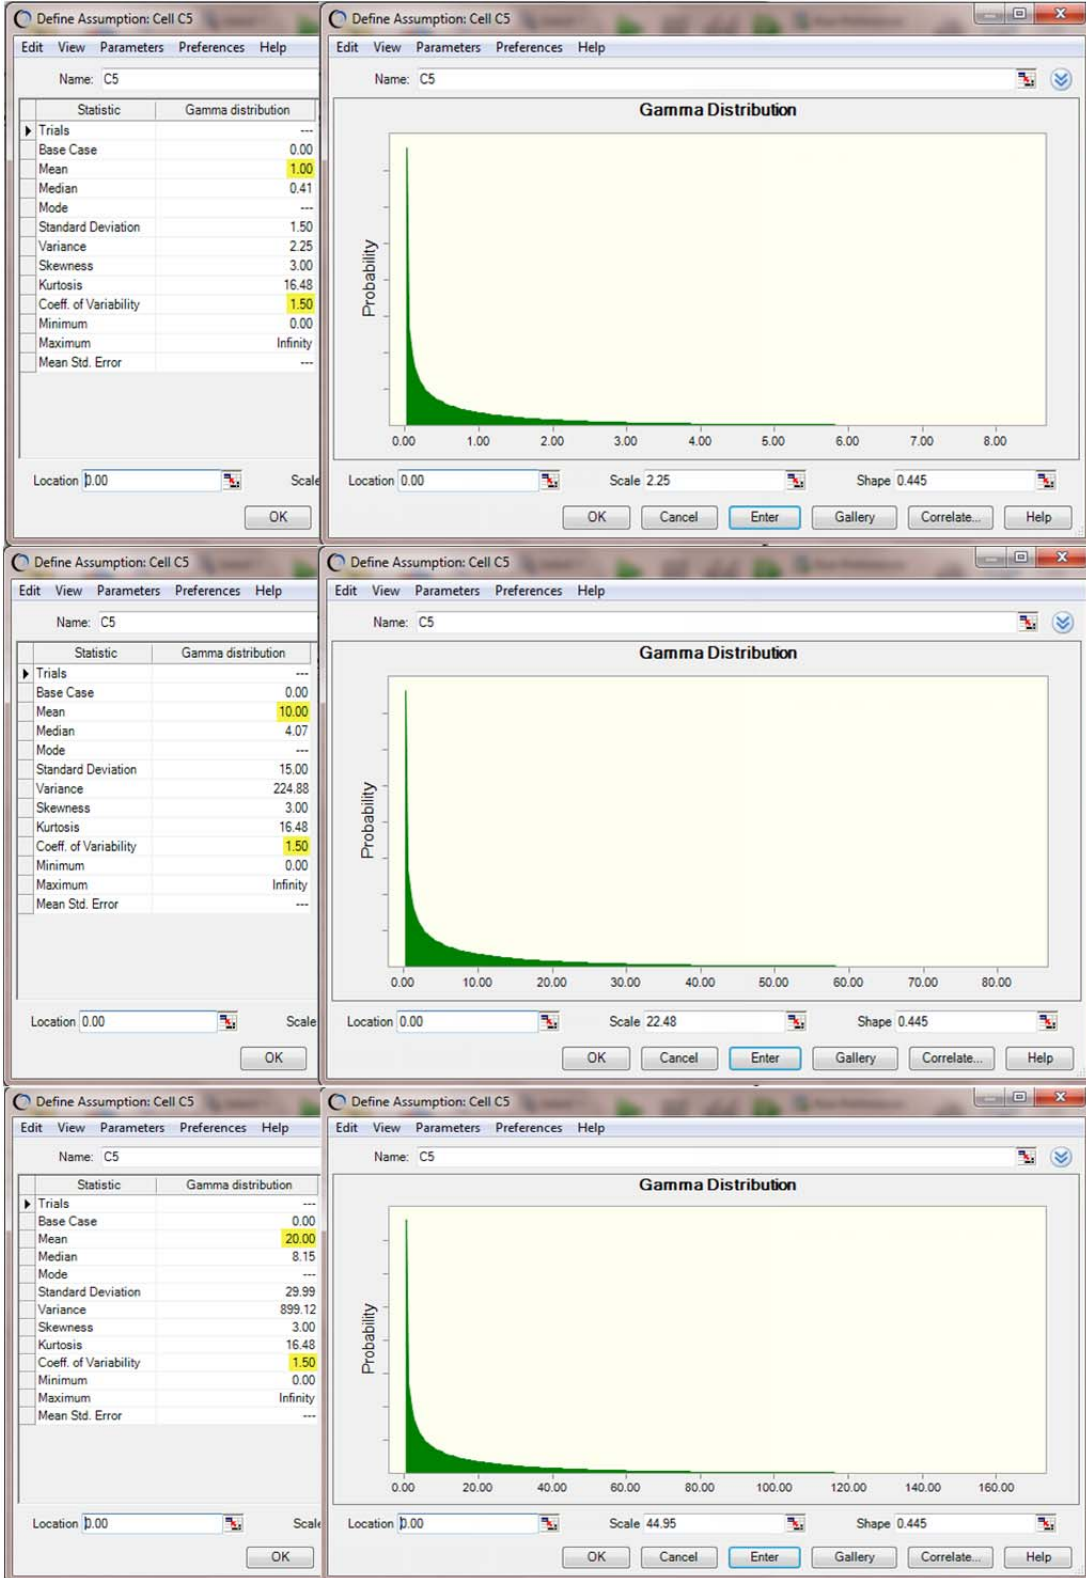 Define Assumption: Cell C5
Edit View Parameters Preferences Help
Name: C5
Statistic Gamma distribution
Trials ---
Base Case 0.00
Mean 1.00
Median 0.41
Mode ---
Standard Deviation 1.50
Variance 2.25
Skewness 3.00
Kurtosis 16.48
Coeff. of Variability 1.50
Minimum 0.00
Maximum Infinity
Mean Std. Error ---
Location 0.00 Scale
OK
Define Assumption: Cell C5
Edit View Parameters Preferences Help
Name: C5
Gamma Distribution
Probability
0.00 1.00 2.00 3.00 4.00 5.00 6.00 7.00 8.00
Location 0.00 Scale 2.25 Shape 0.445
OK Cancel Enter Gallery Correlate... Help
Define Assumption: Cell C5
Edit View Parameters Preferences Help
Name: C5
Statistic Gamma distribution
Trials ---
Base Case 0.00
Mean 10.00
Median 4.07
Mode ---
Standard Deviation 15.00
Variance 224.88
Skewness 3.00
Kurtosis 16.48
Coeff. of Variability 1.50
Minimum 0.00
Maximum Infinity
Mean Std. Error ---
Location 0.00 Scale
OK
Define Assumption: Cell C5
Edit View Parameters Preferences Help
Name: C5
Gamma Distribution
Probability
0.00 10.00 20.00 30.00 40.00 50.00 60.00 70.00 80.00
Location 0.00 Scale 22.48 Shape 0.445
OK Cancel Enter Gallery Correlate... Help
Define Assumption: Cell C5
Edit View Parameters Preferences Help
Name: C5
Statistic Gamma distribution
Trials ---
Base Case 0.00
Mean 20.00
Median 8.15
Mode ---
Standard Deviation 29.99
Variance 899.12
Skewness 3.00
Kurtosis 16.48
Coeff. of Variability 1.50
Minimum 0.00
Maximum Infinity
Mean Std. Error ---
Location 0.00 Scale
OK
Define Assumption: Cell C5
Edit View Parameters Preferences Help
Name: C5
Gamma Distribution
Probability
0.00 20.00 40.00 60.00 80.00 100.00 120.00 140.00 160.00
Location 0.00 Scale 44.95 Shape 0.445
OK Cancel Enter Gallery Correlate... Help